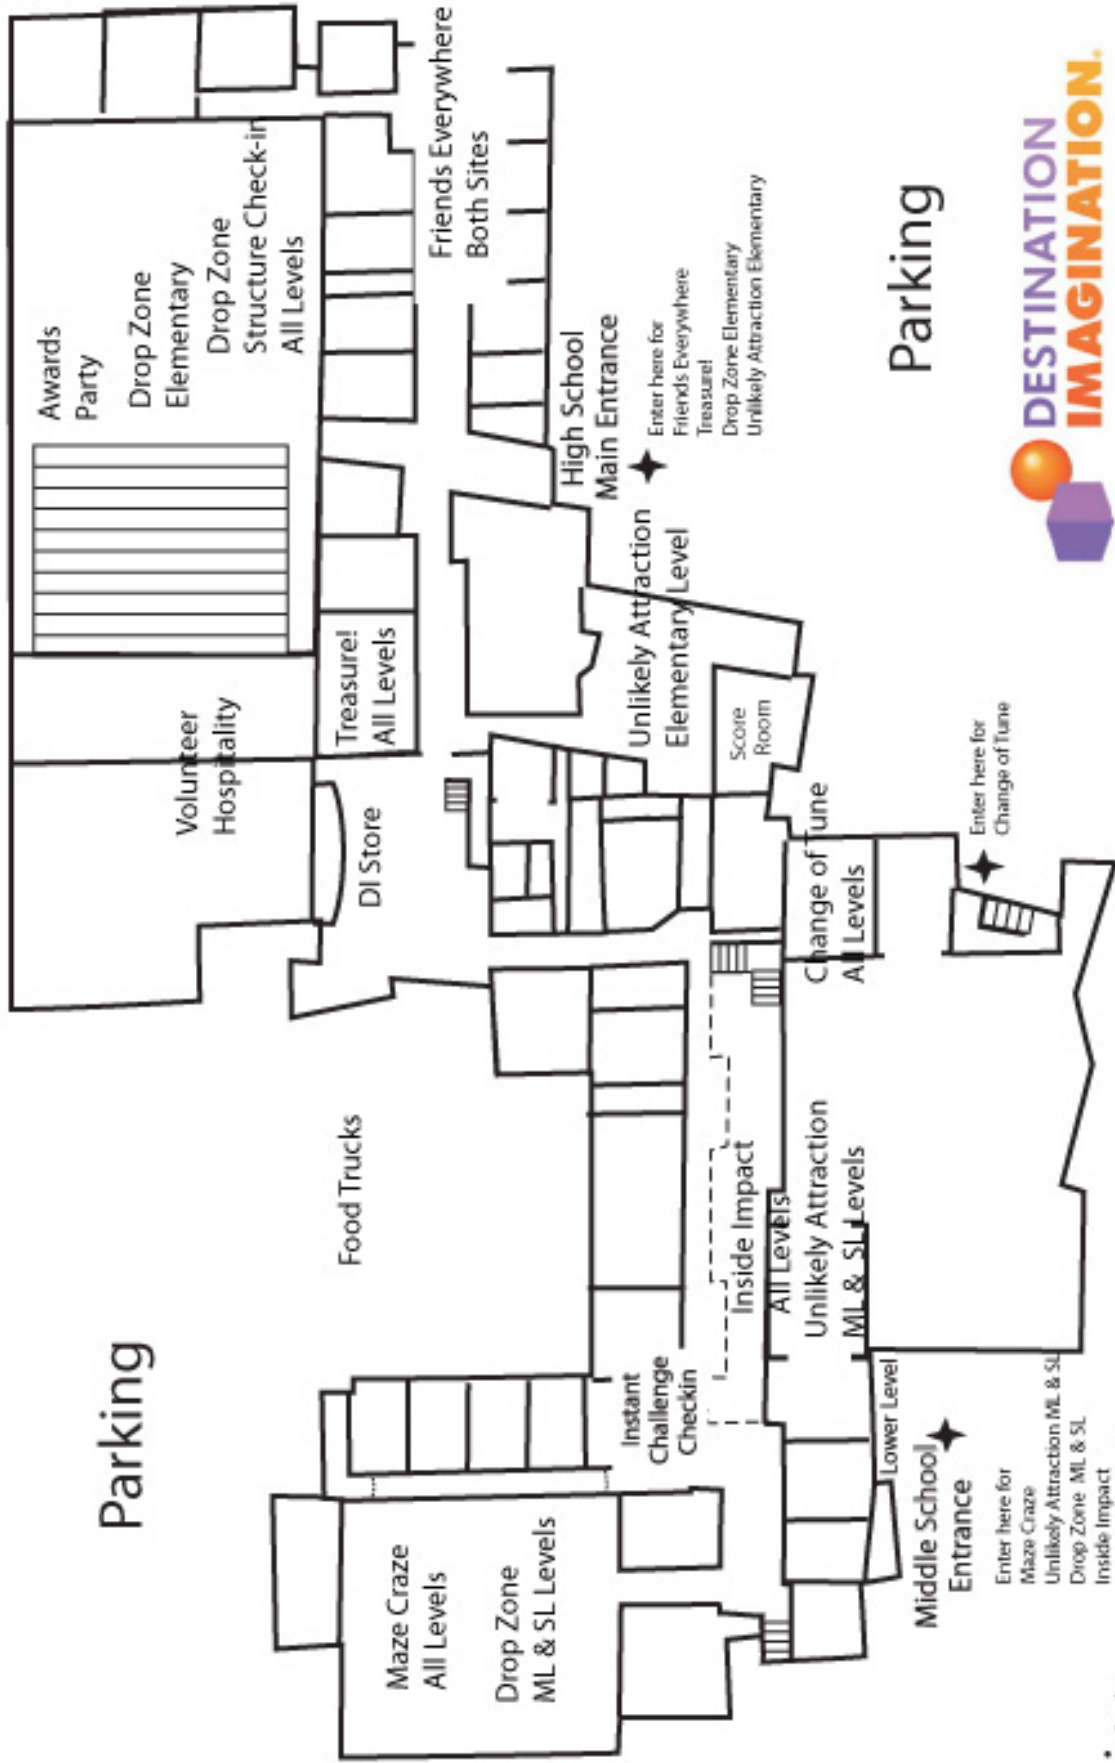 Parking
Maze Craze
All Levels
Drop Zone
ML & SL Levels
Food Trucks
Instant
Challenge
Checkin
Inside Impact
All Levels
Unlikely Attraction
ML & SL Levels
Lower Level
Middle School
Entrance
Enter here for
Maze Craze
Unlikely Attraction ML & SL
Drop Zone ML & SL
Inside Impact
Volunteer
Hospitality
DI Store
Treasure!
All Levels
Change of Tune
All Levels
Enter here for
Change of Tune
Score
Room
Unlikely Attraction
Elementary Level
Awards
Party
Drop Zone
Elementary
Drop Zone
Structure Check-in
All Levels
Friends Everywhere
Both Sites
High School
Main Entrance
Enter here for
Friends Everywhere
Treasure!
Drop Zone Elementary
Unlikely Attraction Elementary
Parking
DESTINATION
IMAGINATION.